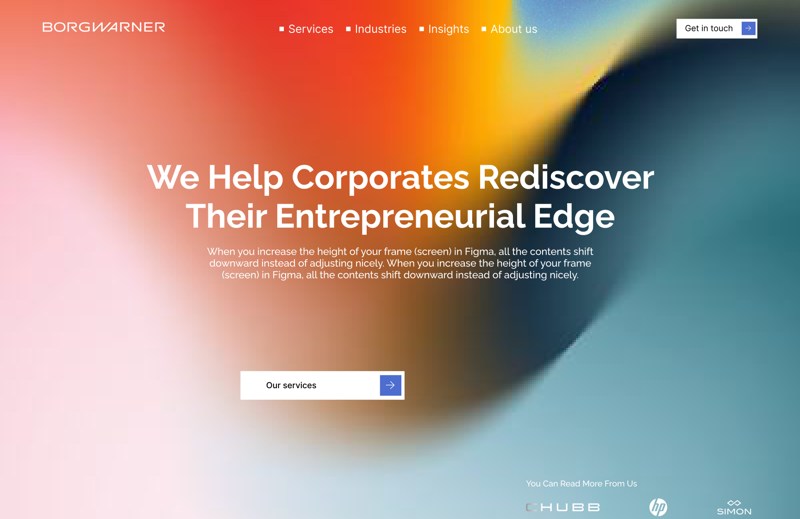 BORGWARNER
Services
Industries
Insights
About us
Get in touch
We Help Corporates Rediscover
Their Entrepreneurial Edge
When you increase the height of your frame (screen) in Figma, all the contents shift
downward instead of adjusting nicely. When you increase the height of your frame
(screen) in Figma, all the contents shift downward instead of adjusting nicely.
Our services
You Can Read More From Us
CHUBB
hp
SIMON